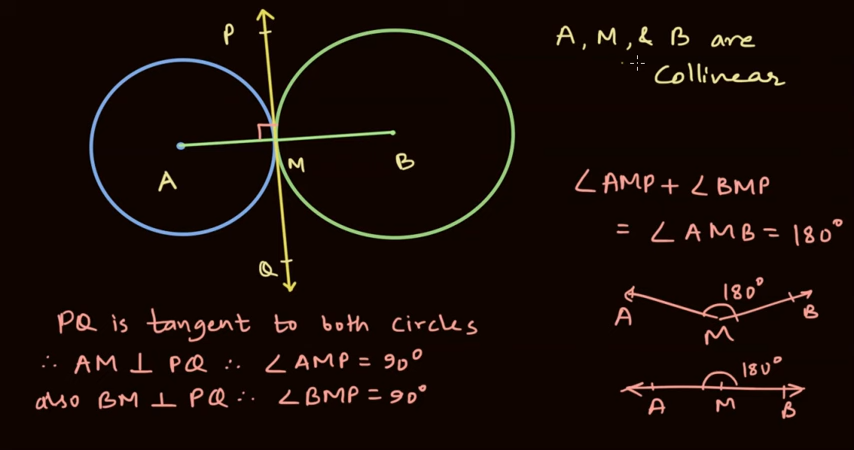 P
A, M, & B are
Collinear
A
M
B
∠AMP + ∠BMP
= ∠AMB = 180°
Q
180°
A
M
B
PQ is tangent to both circles
∴ AM ⊥ PQ ∴ ∠AMP = 90°
also BM ⊥ PQ ∴ ∠BMP = 90°
180°
A
M
B